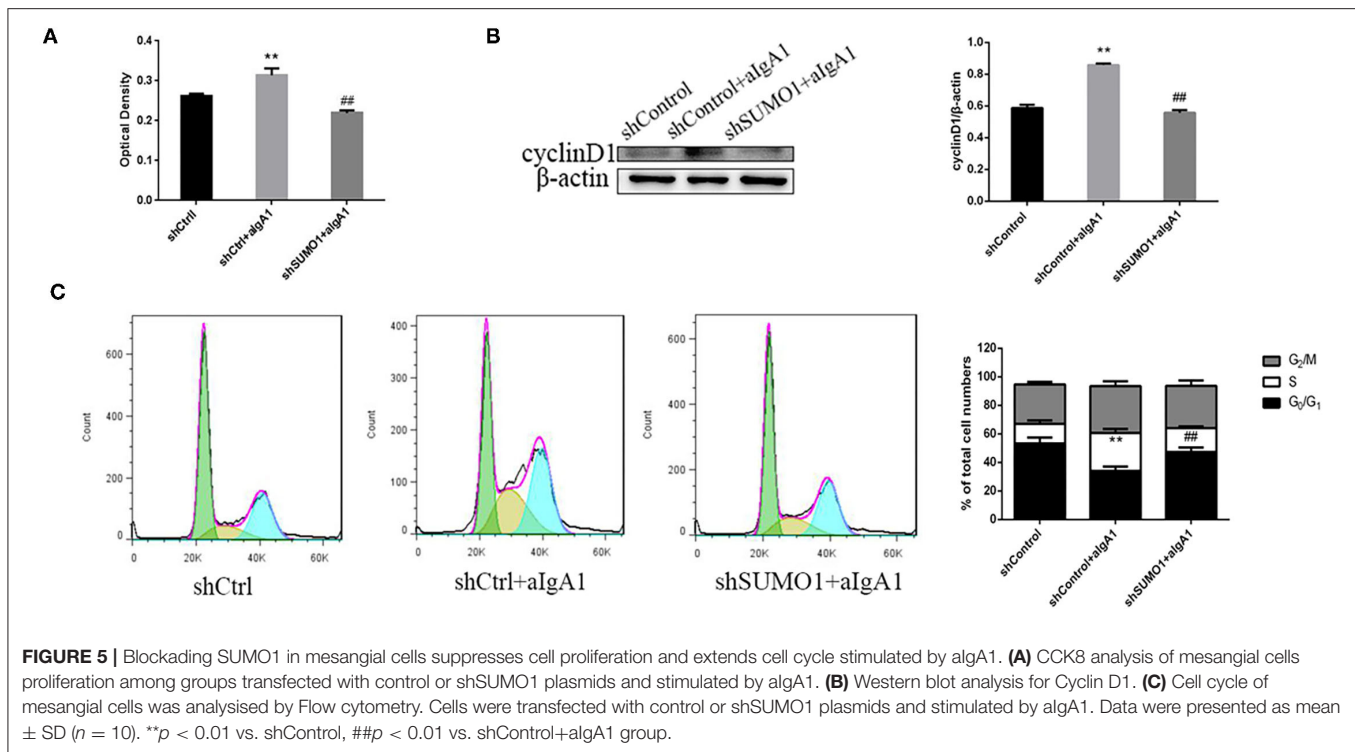 A
0.4
0.3
0.2
0.1
0.0
Optical Density
**
##
shCtrll
shCtrl+aIgA1
shSUMO1+aIgA1
B
shControl
shControl+aIgA1
shSUMO1+aIgA1
cyclinD1
β-actin
1.0
0.8
0.6
0.4
0.2
0.0
cyclinD1/β-actin
**
##
shControl
shControl+aIgA1
shSUMO1+aIgA1
C
600
400
200
0
Count
0 20K 40K 60K
shCtrl
400
300
200
100
0
Count
0 20K 40K 60K
shCtrl+aIgA1
600
400
200
0
Count
0 20K 40K 60K
shSUMO1+aIgA1
120
100
80
60
40
20
0
% of total cell numbers
**
##
shControl
shControl+aIgA1
shSUMO1+aIgA1
G2/M
S
G0/G1
FIGURE 5 | Blockading SUMO1 in mesangial cells suppresses cell proliferation and extends cell cycle stimulated by aIgA1. (A) CCK8 analysis of mesangial cells
proliferation among groups transfected with control or shSUMO1 plasmids and stimulated by aIgA1. (B) Western blot analysis for Cyclin D1. (C) Cell cycle of
mesangial cells was analysised by Flow cytometry. Cells were transfected with control or shSUMO1 plasmids and stimulated by aIgA1. Data were presented as mean
± SD (n = 10). **p < 0.01 vs. shControl, ##p < 0.01 vs. shControl+aIgA1 group.